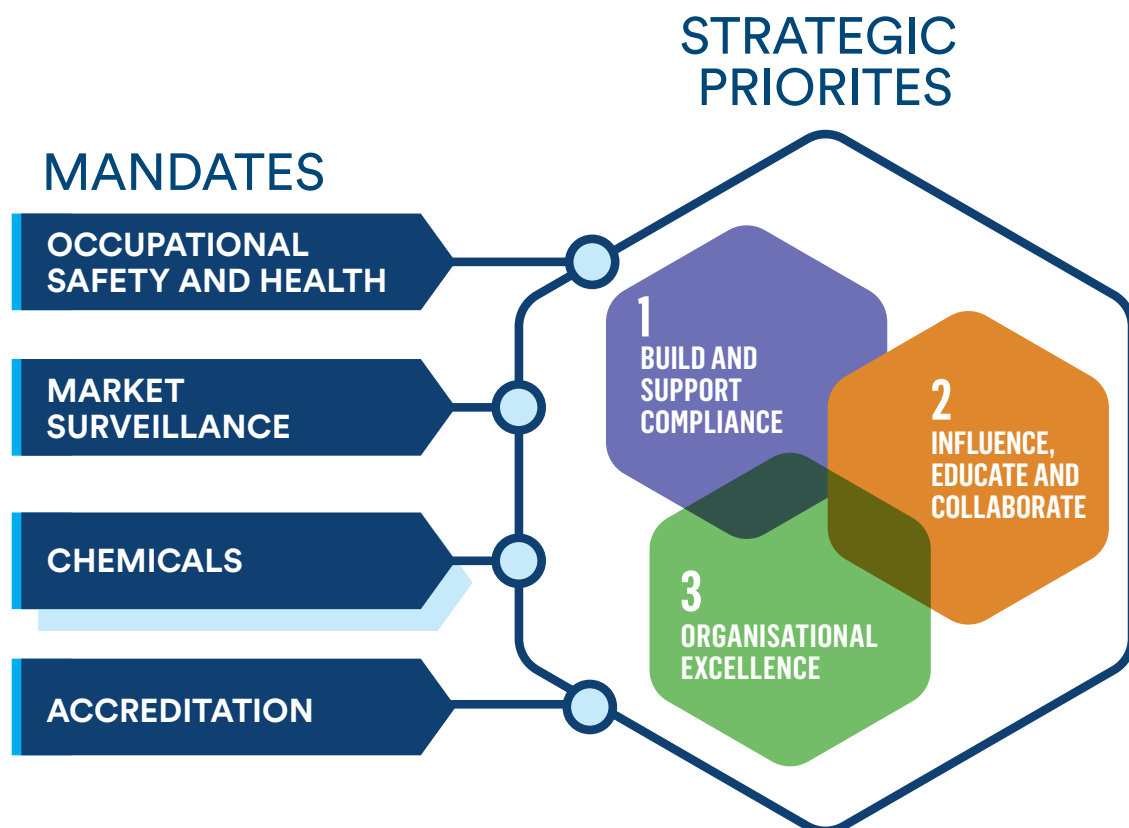 STRATEGIC
PRIORITES
MANDATES
OCCUPATIONAL
SAFETY AND HEALTH
MARKET
SURVEILLANCE
CHEMICALS
ACCREDITATION
1
BUILD AND
SUPPORT
COMPLIANCE
2
INFLUENCE,
EDUCATE AND
COLLABORATE
3
ORGANISATIONAL
EXCELLENCE